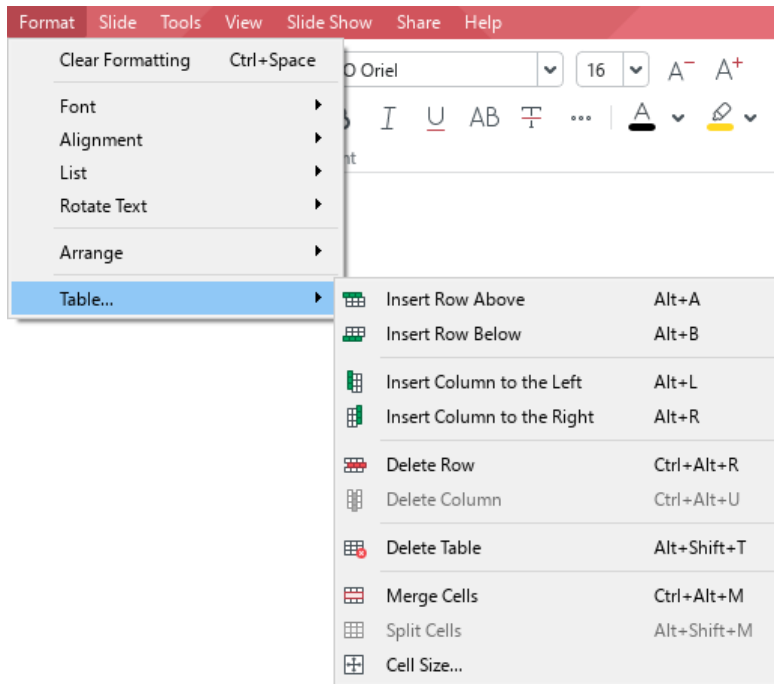 Format Slide Tools View Slide Show Share Help
Clear Formatting Ctrl+Space
O Oriel 16 A− A+
Font
I U AB T A
Alignment
List
Rotate Text
Arrange
Table...
Insert Row Above Alt+A
Insert Row Below Alt+B
Insert Column to the Left Alt+L
Insert Column to the Right Alt+R
Delete Row Ctrl+Alt+R
Delete Column Ctrl+Alt+U
Delete Table Alt+Shift+T
Merge Cells Ctrl+Alt+M
Split Cells Alt+Shift+M
Cell Size...